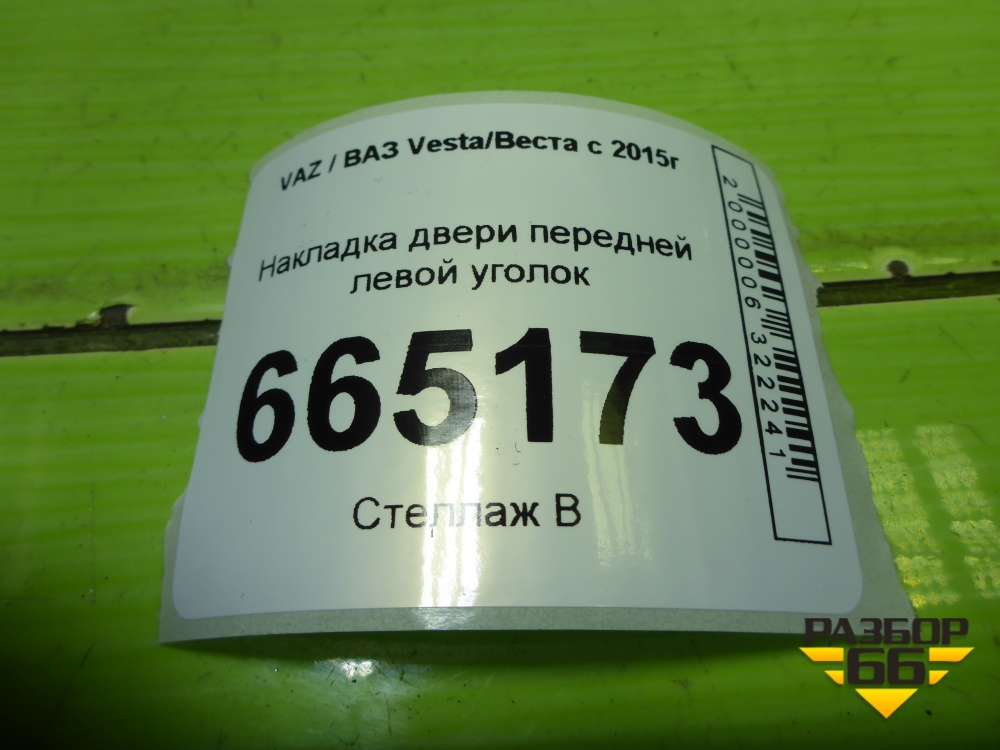 VAZ / ВАЗ Vesta/Веста с 2015г
Накладка двери передней
левой уголок
665173
Стеллаж В
2000006322241
РАЗБОР
66